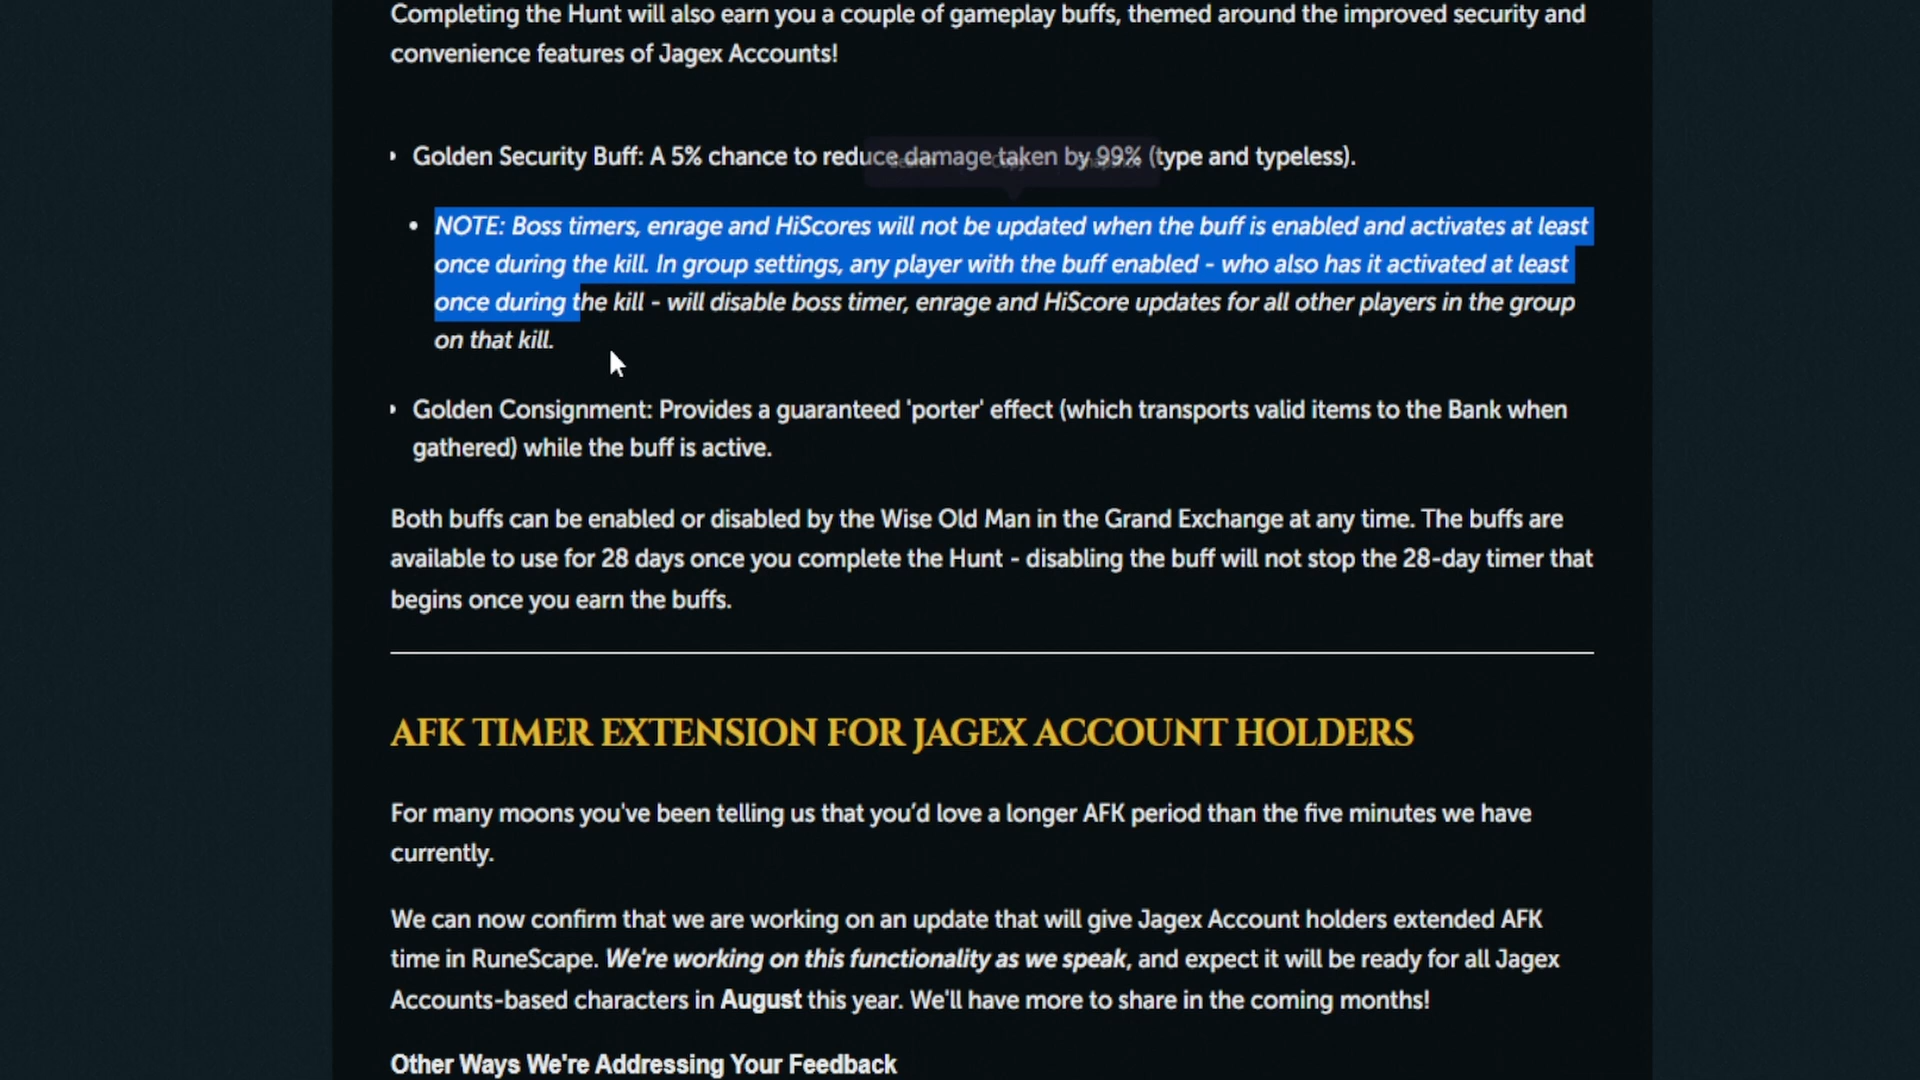 Completing the Hunt will also earn you a couple of gameplay buffs, themed around the improved security and
convenience features of Jagex Accounts!
Golden Security Buff: A 5% chance to reduce damage taken by 99% (type and typeless).
NOTE: Boss timers, enrage and HiScores will not be updated when the buff is enabled and activates at least
once during the kill. In group settings, any player with the buff enabled - who also has it activated at least
once during the kill - will disable boss timer, enrage and HiScore updates for all other players in the group
on that kill.
Golden Consignment: Provides a guaranteed 'porter' effect (which transports valid items to the Bank when
gathered) while the buff is active.
Both buffs can be enabled or disabled by the Wise Old Man in the Grand Exchange at any time. The buffs are
available to use for 28 days once you complete the Hunt - disabling the buff will not stop the 28-day timer that
begins once you earn the buffs.
AFK TIMER EXTENSION FOR JAGEX ACCOUNT HOLDERS
For many moons you've been telling us that you’d love a longer AFK period than the five minutes we have
currently.
We can now confirm that we are working on an update that will give Jagex Account holders extended AFK
time in RuneScape. We're working on this functionality as we speak, and expect it will be ready for all Jagex
Accounts-based characters in August this year. We'll have more to share in the coming months!
Other Ways We're Addressing Your Feedback